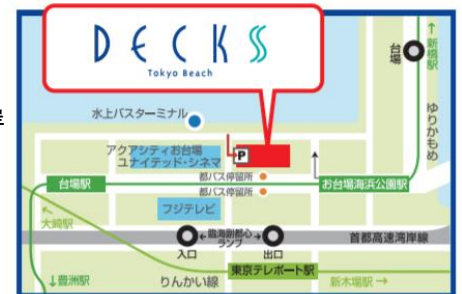 DECKS
Tokyo Beach
台場
↑新橋駅
ゆりかもめ
水上バスターミナル
アクアシティお台場
ユナイテッド・シネマ
P
都バス停留所
都バス停留所
台場駅
お台場海浜公園駅
フジテレビ
大崎駅
←臨海副都心→
ランプ
入口
出口
首都高速湾岸線
東京テレポート駅
↓豊洲駅
りんかい線
新木場駅→